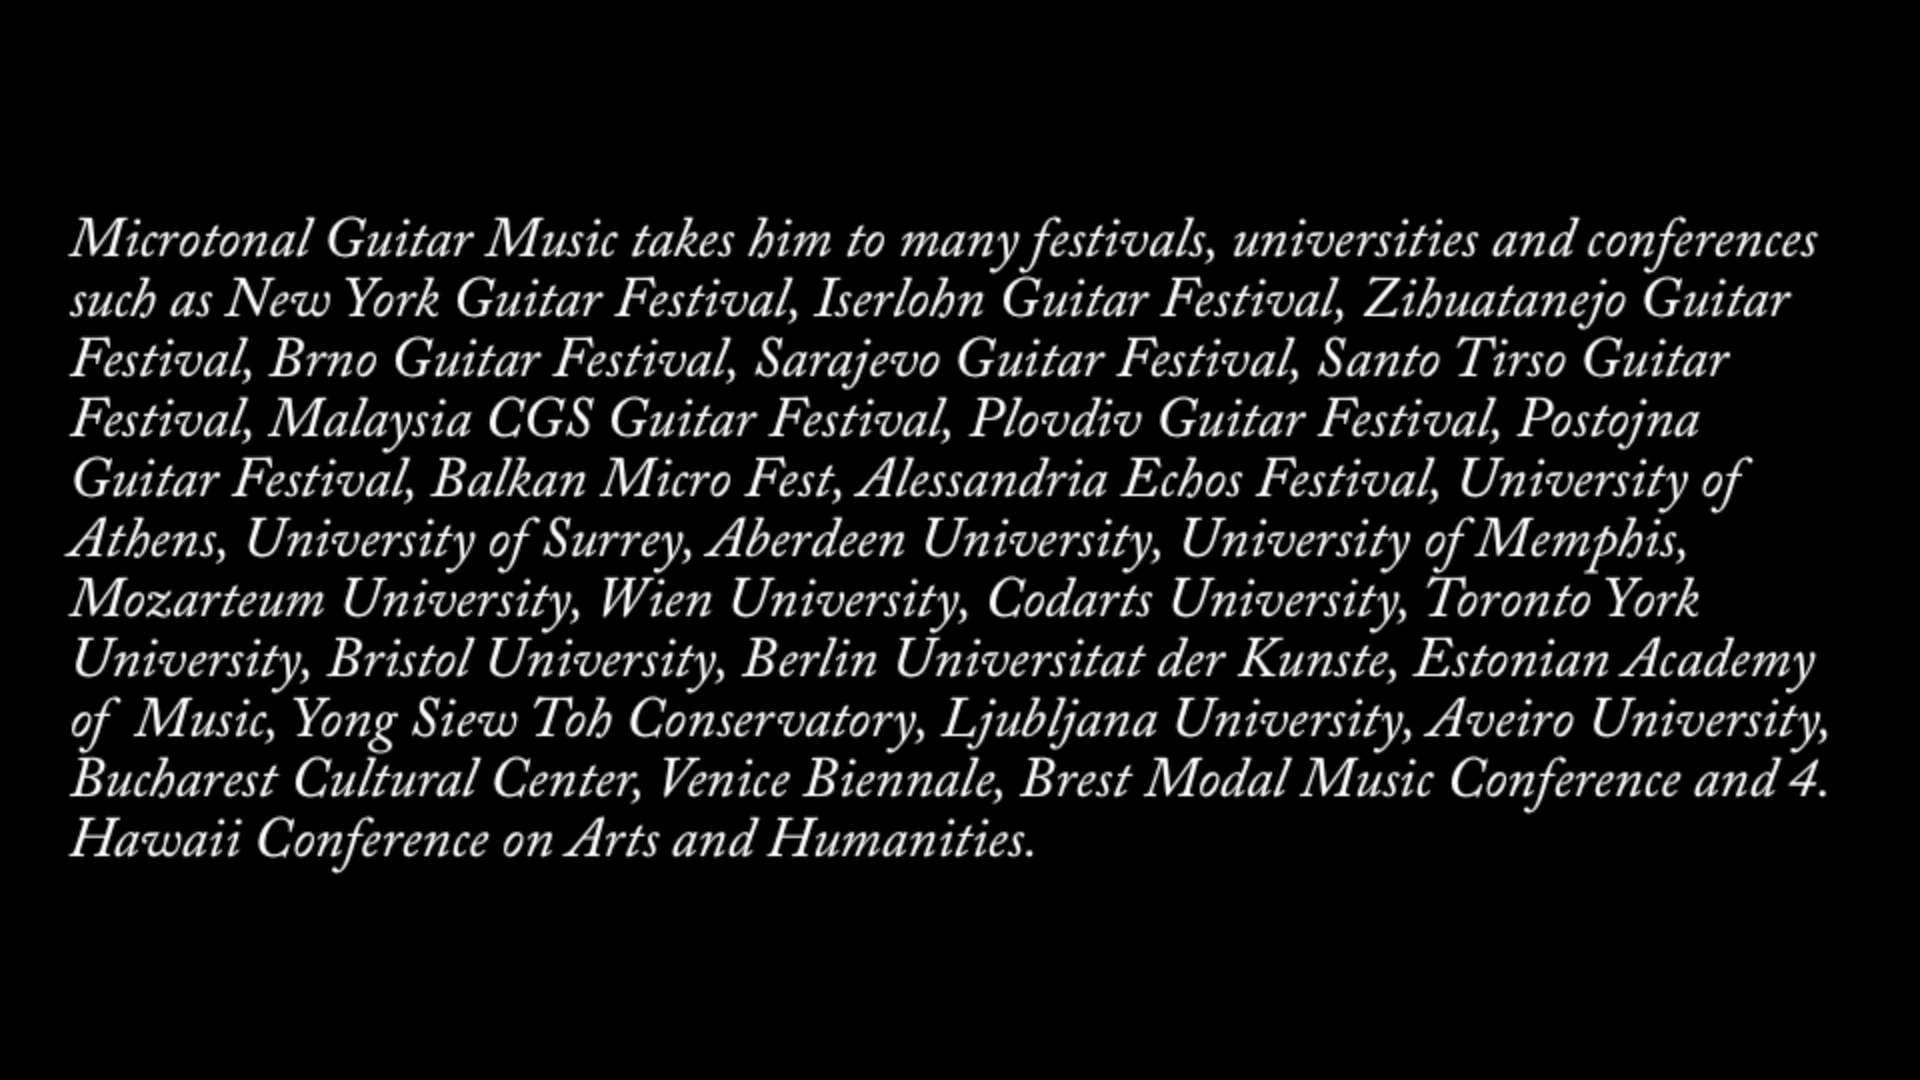 Microtonal Guitar Music takes him to many festivals, universities and conferences
such as New York Guitar Festival, Iserlohn Guitar Festival, Zihuatanejo Guitar
Festival, Brno Guitar Festival, Sarajevo Guitar Festival, Santo Tirso Guitar
Festival, Malaysia CGS Guitar Festival, Plovdiv Guitar Festival, Postojna
Guitar Festival, Balkan Micro Fest, Alessandria Echos Festival, University of
Athens, University of Surrey, Aberdeen University, University of Memphis,
Mozarteum University, Wien University, Codarts University, Toronto York
University, Bristol University, Berlin Universitat der Kunste, Estonian Academy
of Music, Yong Siew Toh Conservatory, Ljubljana University, Aveiro University,
Bucharest Cultural Center, Venice Biennale, Brest Modal Music Conference and 4.
Hawaii Conference on Arts and Humanities.